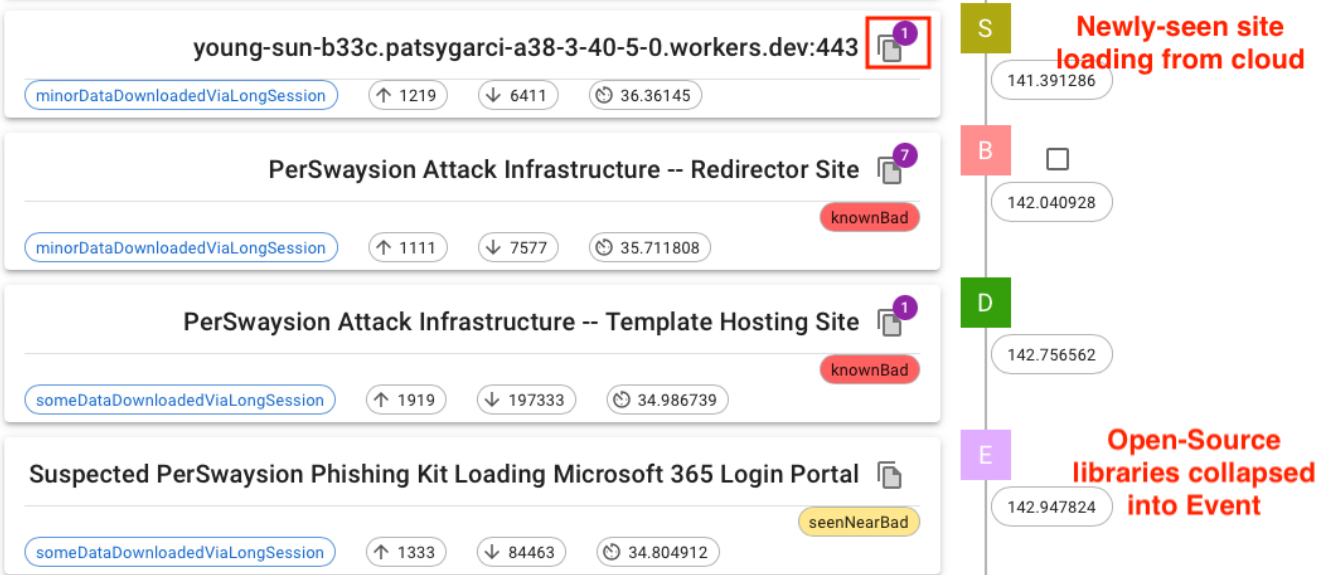 young-sun-b33c.patsygarci-a38-3-40-5-0.workers.dev:443
1
S
Newly-seen site
loading from cloud
minorDataDownloadedViaLongSession
↑ 1219
↓ 6411
36.36145
141.391286
PerSwaysion Attack Infrastructure -- Redirector Site
7
B
knownBad
142.040928
minorDataDownloadedViaLongSession
↑ 1111
↓ 7577
35.711808
PerSwaysion Attack Infrastructure -- Template Hosting Site
1
D
knownBad
142.756562
someDataDownloadedViaLongSession
↑ 1919
↓ 197333
34.986739
Suspected PerSwaysion Phishing Kit Loading Microsoft 365 Login Portal
E
Open-Source
libraries collapsed
into Event
seenNearBad
142.947824
someDataDownloadedViaLongSession
↑ 1333
↓ 84463
34.804912